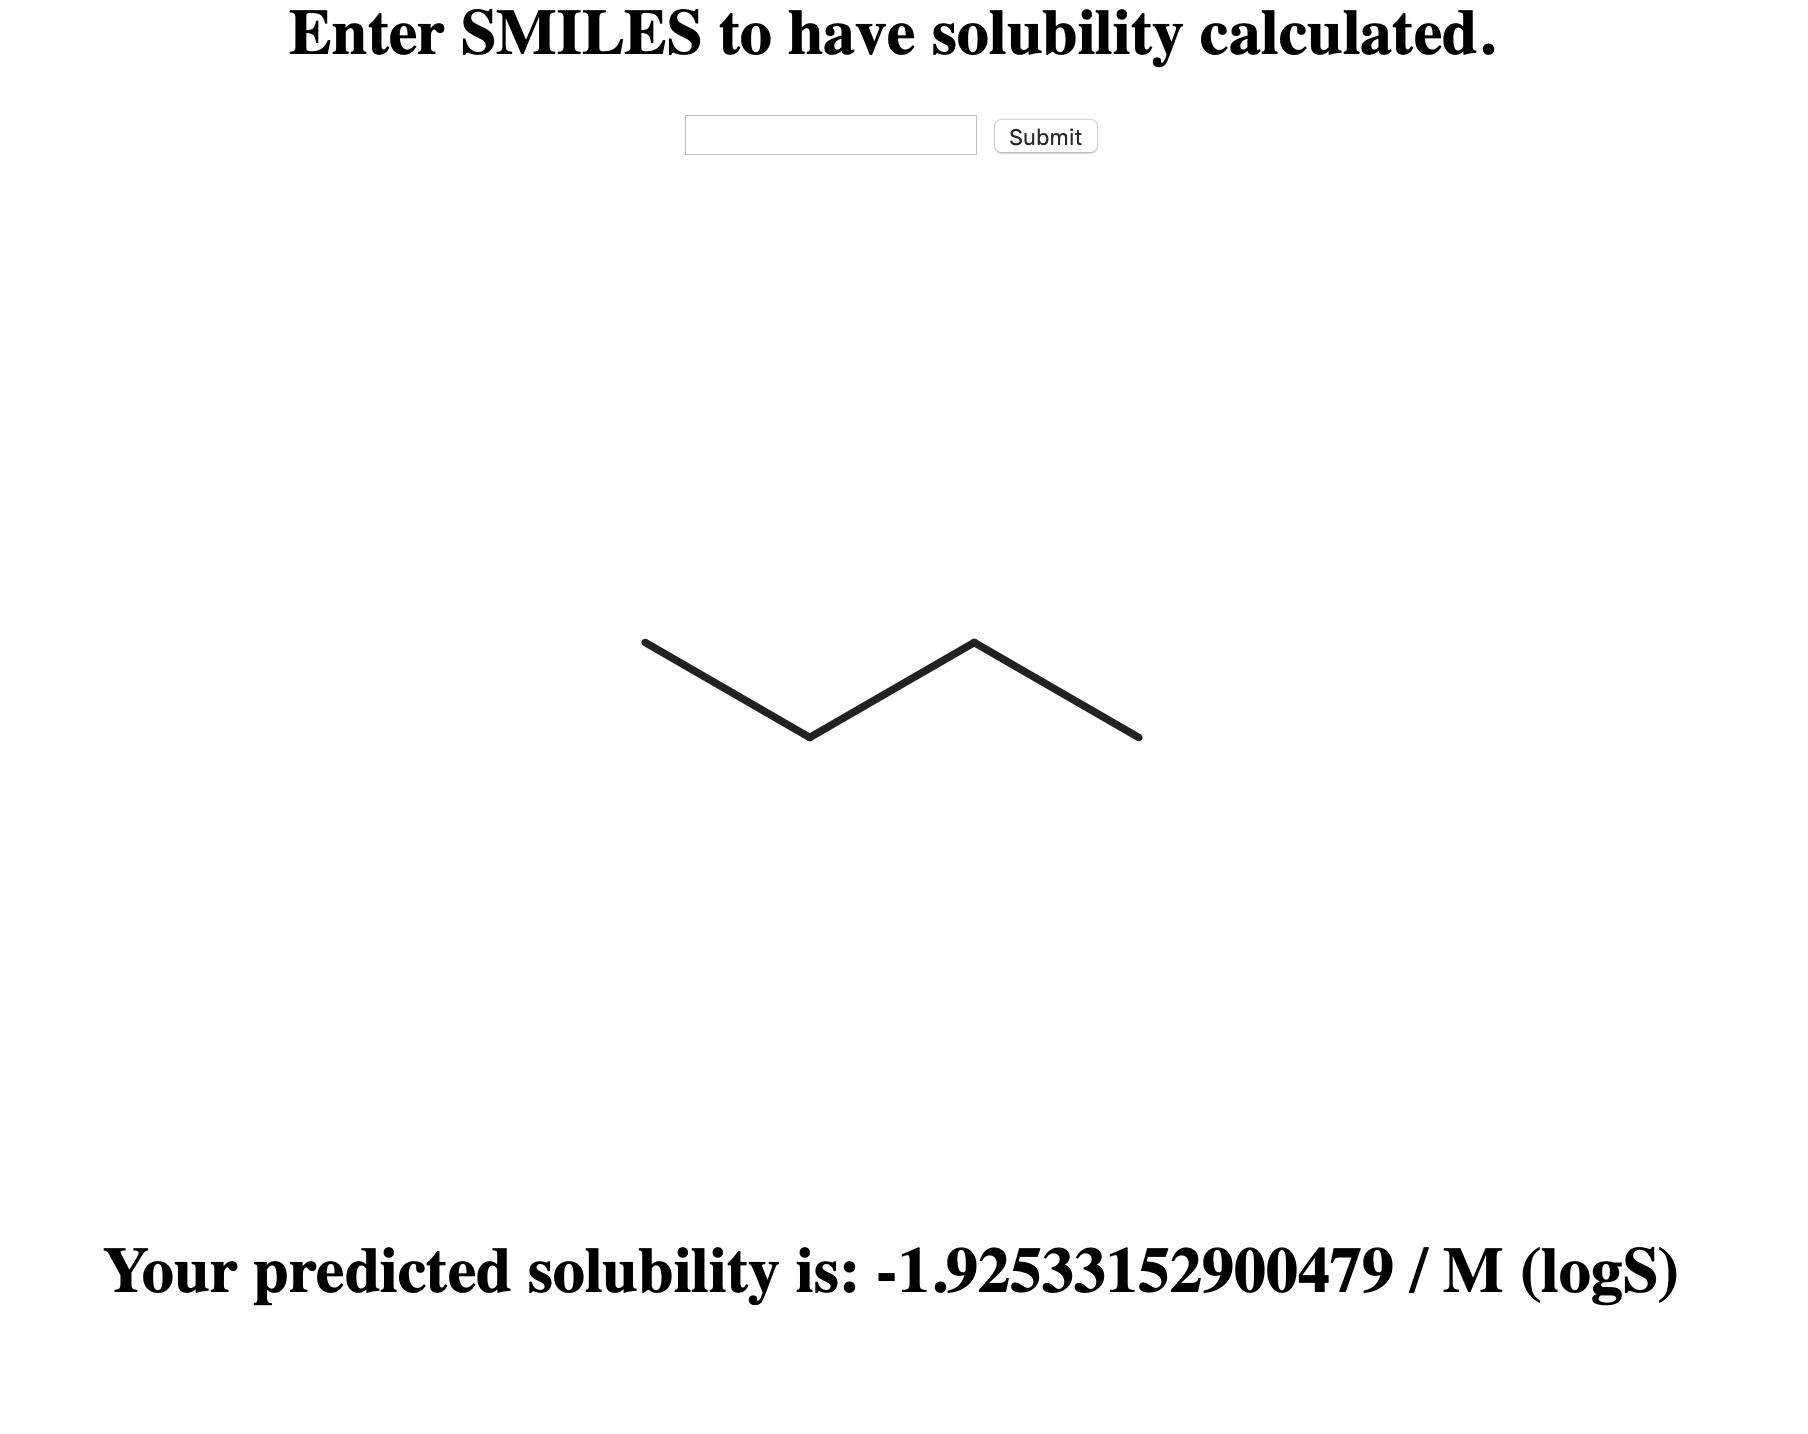 Enter SMILES to have solubility calculated.
Submit
Your predicted solubility is: -1.92533152900479 / M (logS)